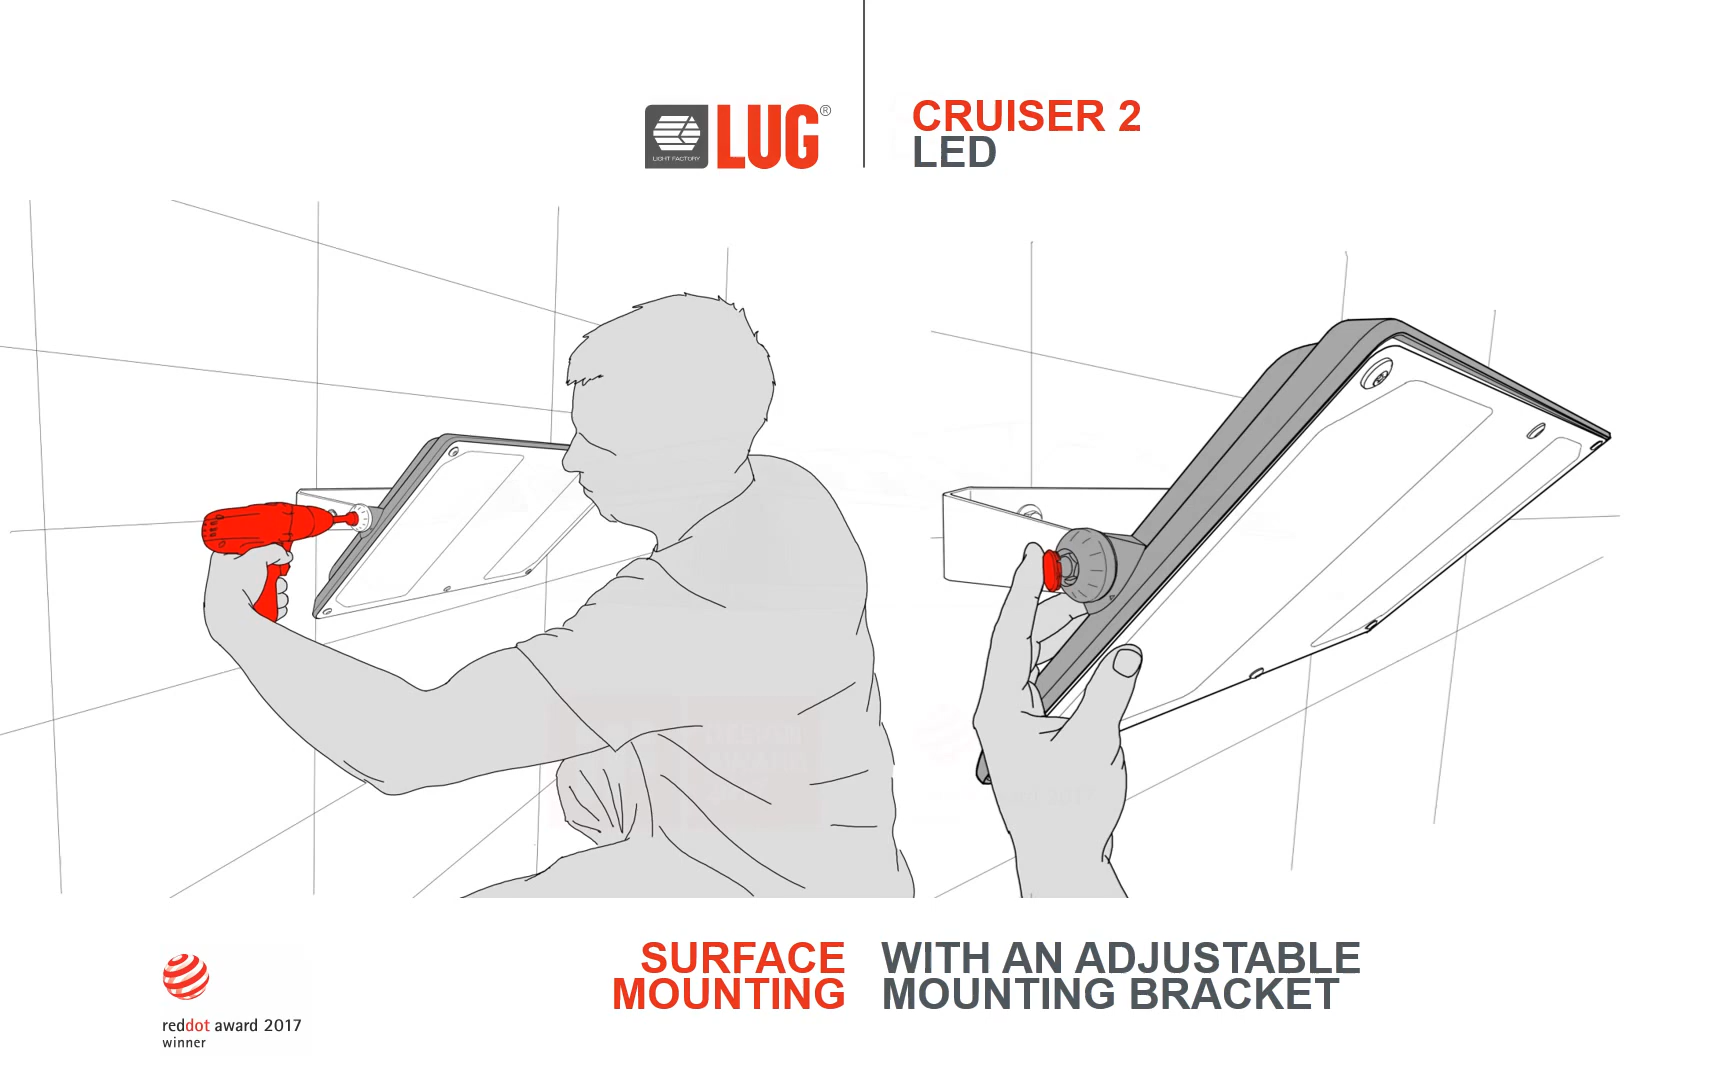 LIGHT FACTORY
LUG®
CRUISER 2
LED
SURFACE
MOUNTING
WITH AN ADJUSTABLE
MOUNTING BRACKET
reddot award 2017
winner